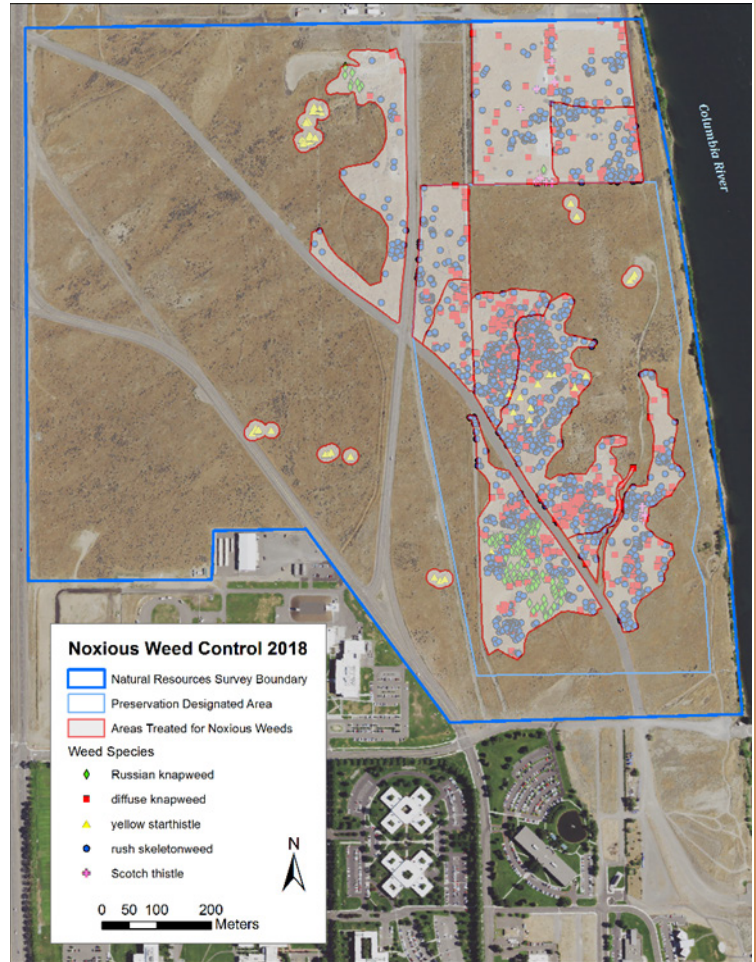 Columbia River
Noxious Weed Control 2018
Natural Resources Survey Boundary
Preservation Designated Area
Areas Treated for Noxious Weeds
Weed Species
Russian knapweed
diffuse knapweed
yellow starthistle
rush skeletonweed
Scotch thistle
N
0 50 100 200
Meters